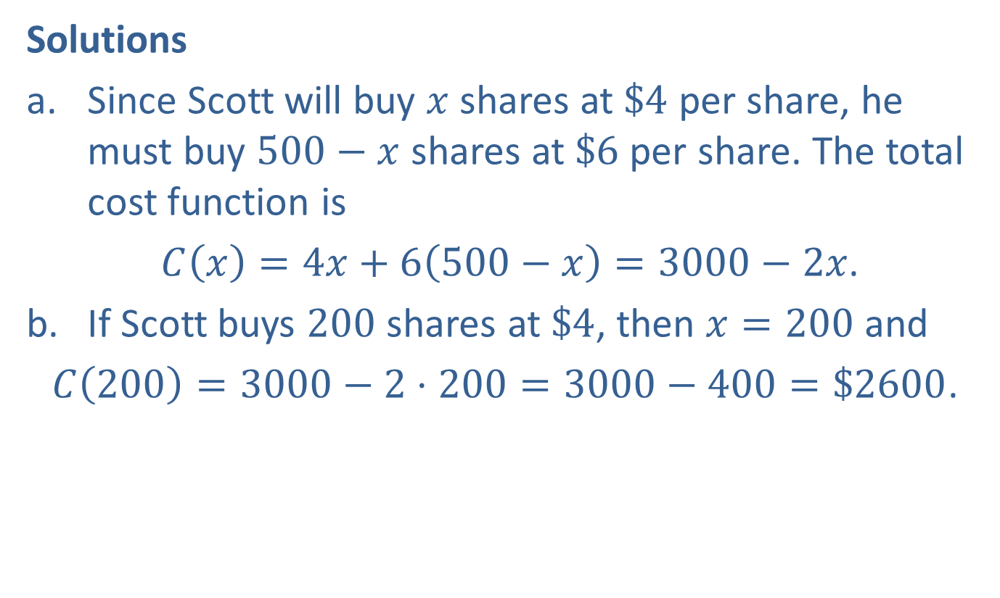 Solutions
a. Since Scott will buy 𝑥 shares at $4 per share, he
must buy 500 − 𝑥 shares at $6 per share. The total
cost function is
𝐶(𝑥) = 4𝑥 + 6(500 − 𝑥) = 3000 − 2𝑥.
b. If Scott buys 200 shares at $4, then 𝑥 = 200 and
𝐶(200) = 3000 − 2 · 200 = 3000 − 400 = $2600.